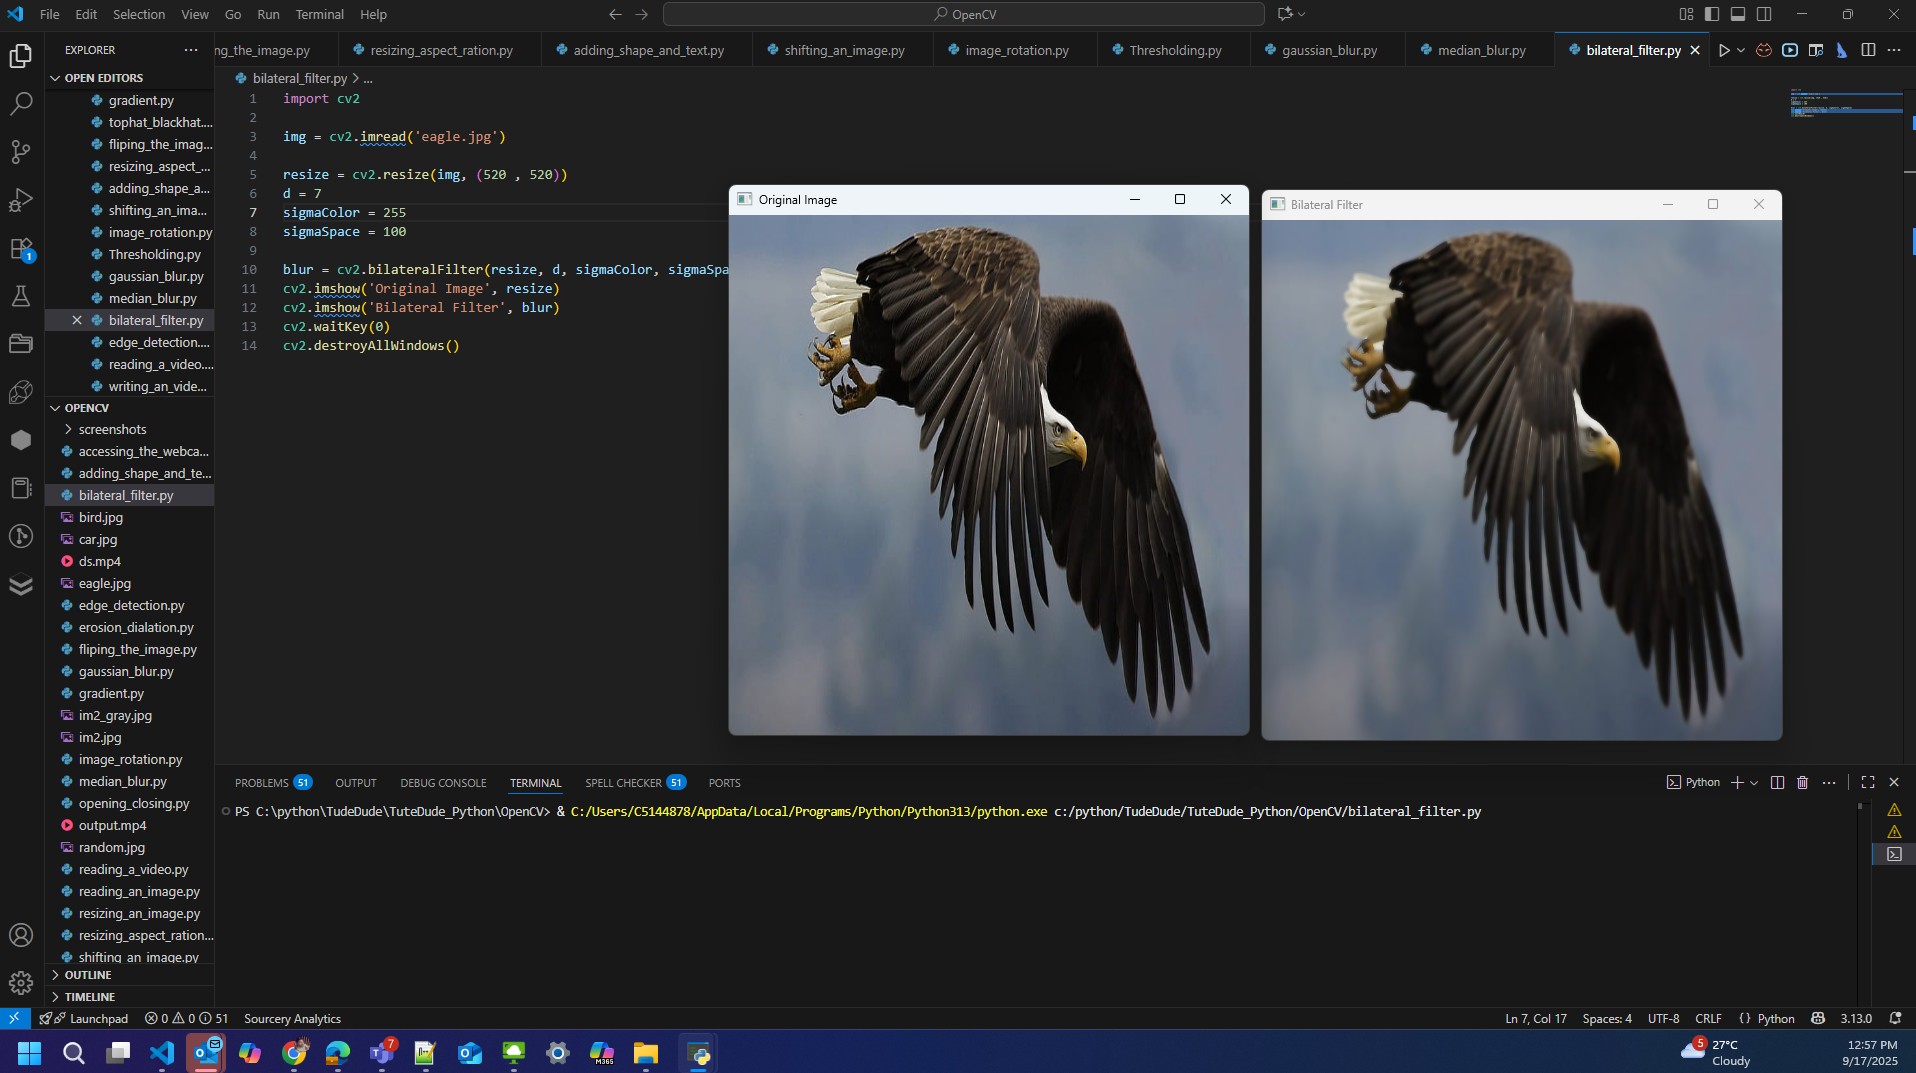 File Edit Selection View Go Run Terminal Help
OpenCV
EXPLORER
ng_the_image.py
resizing_aspect_ration.py
adding_shape_and_text.py
shifting_an_image.py
image_rotation.py
Thresholding.py
gaussian_blur.py
median_blur.py
bilateral_filter.py
OPEN EDITORS
gradient.py
tophat_blackhat....
fliping_the_imag...
resizing_aspect_...
adding_shape_a...
shifting_an_ima...
image_rotation.py
Thresholding.py
gaussian_blur.py
median_blur.py
bilateral_filter.py
edge_detection....
reading_a_video....
writing_an_vide...
OPENCV
screenshots
accessing_the_webca...
adding_shape_and_te...
bilateral_filter.py
bird.jpg
car.jpg
ds.mp4
eagle.jpg
edge_detection.py
erosion_dialation.py
fliping_the_image.py
gaussian_blur.py
gradient.py
im2_gray.jpg
im2.jpg
image_rotation.py
median_blur.py
opening_closing.py
output.mp4
random.jpg
reading_a_video.py
reading_an_image.py
resizing_an_image.py
resizing_aspect_ration...
shifting_an_image.py
OUTLINE
TIMELINE
1
bilateral_filter.py > ...
1 import cv2
2
3 img = cv2.imread('eagle.jpg')
4
5 resize = cv2.resize(img, (520 , 520))
6 d = 7
7 sigmaColor = 255
8 sigmaSpace = 100
9
10 blur = cv2.bilateralFilter(resize, d, sigmaColor, sigmaSpa
11 cv2.imshow('Original Image', resize)
12 cv2.imshow('Bilateral Filter', blur)
13 cv2.waitKey(0)
14 cv2.destroyAllWindows()
Original Image
Bilateral Filter
PROBLEMS 51 OUTPUT DEBUG CONSOLE TERMINAL SPELL CHECKER 51 PORTS
Python
PS C:\python\TudeDude\TuteDude_Python\OpenCV> & C:/Users/C5144878/AppData/Local/Programs/Python/Python313/python.exe c:/python/TudeDude/TuteDude_Python/OpenCV/bilateral_filter.py
Launchpad 0 0 51 Sourcery Analytics
Ln 7, Col 17 Spaces: 4 UTF-8 CRLF {} Python 3.13.0
7
M365
5
27°C
Cloudy
12:57 PM
9/17/2025